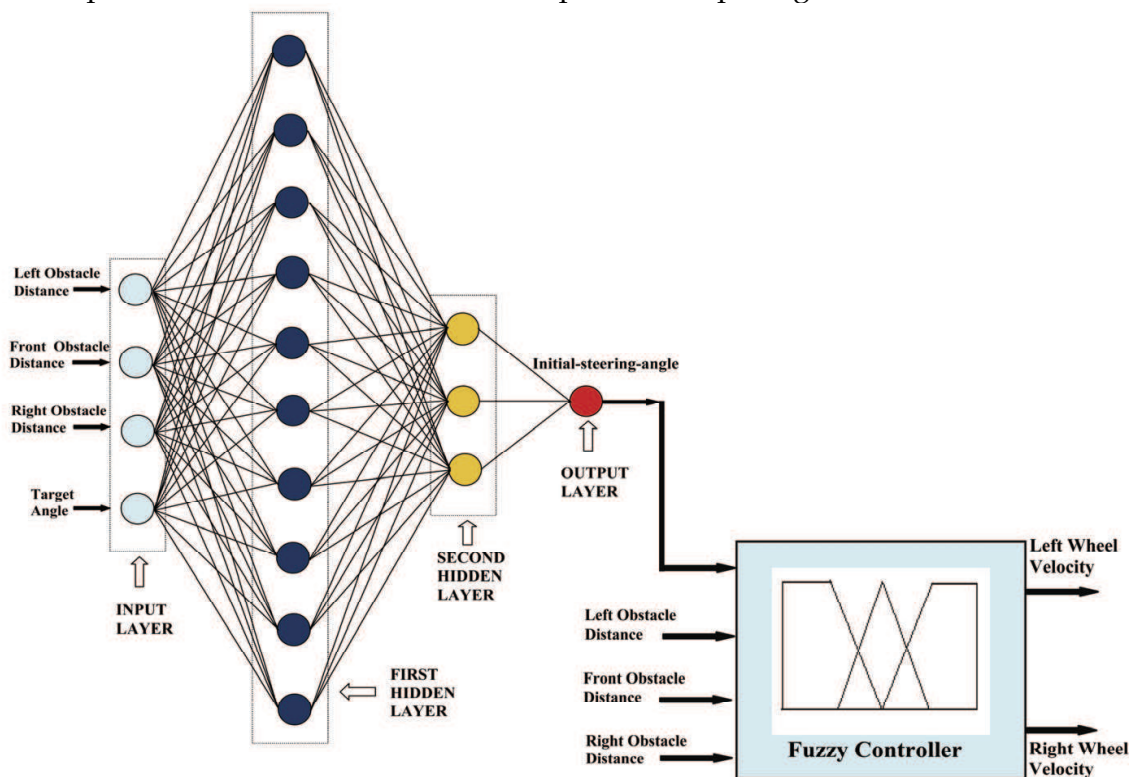 Left Obstacle
Distance
Front Obstacle
Distance
Right Obstacle
Distance
Target
Angle
INPUT
LAYER
FIRST
HIDDEN
LAYER
SECOND
HIDDEN
LAYER
Initial-steering-angle
OUTPUT
LAYER
Left Obstacle
Distance
Front Obstacle
Distance
Right Obstacle
Distance
Fuzzy Controller
Left Wheel
Velocity
Right Wheel
Velocity